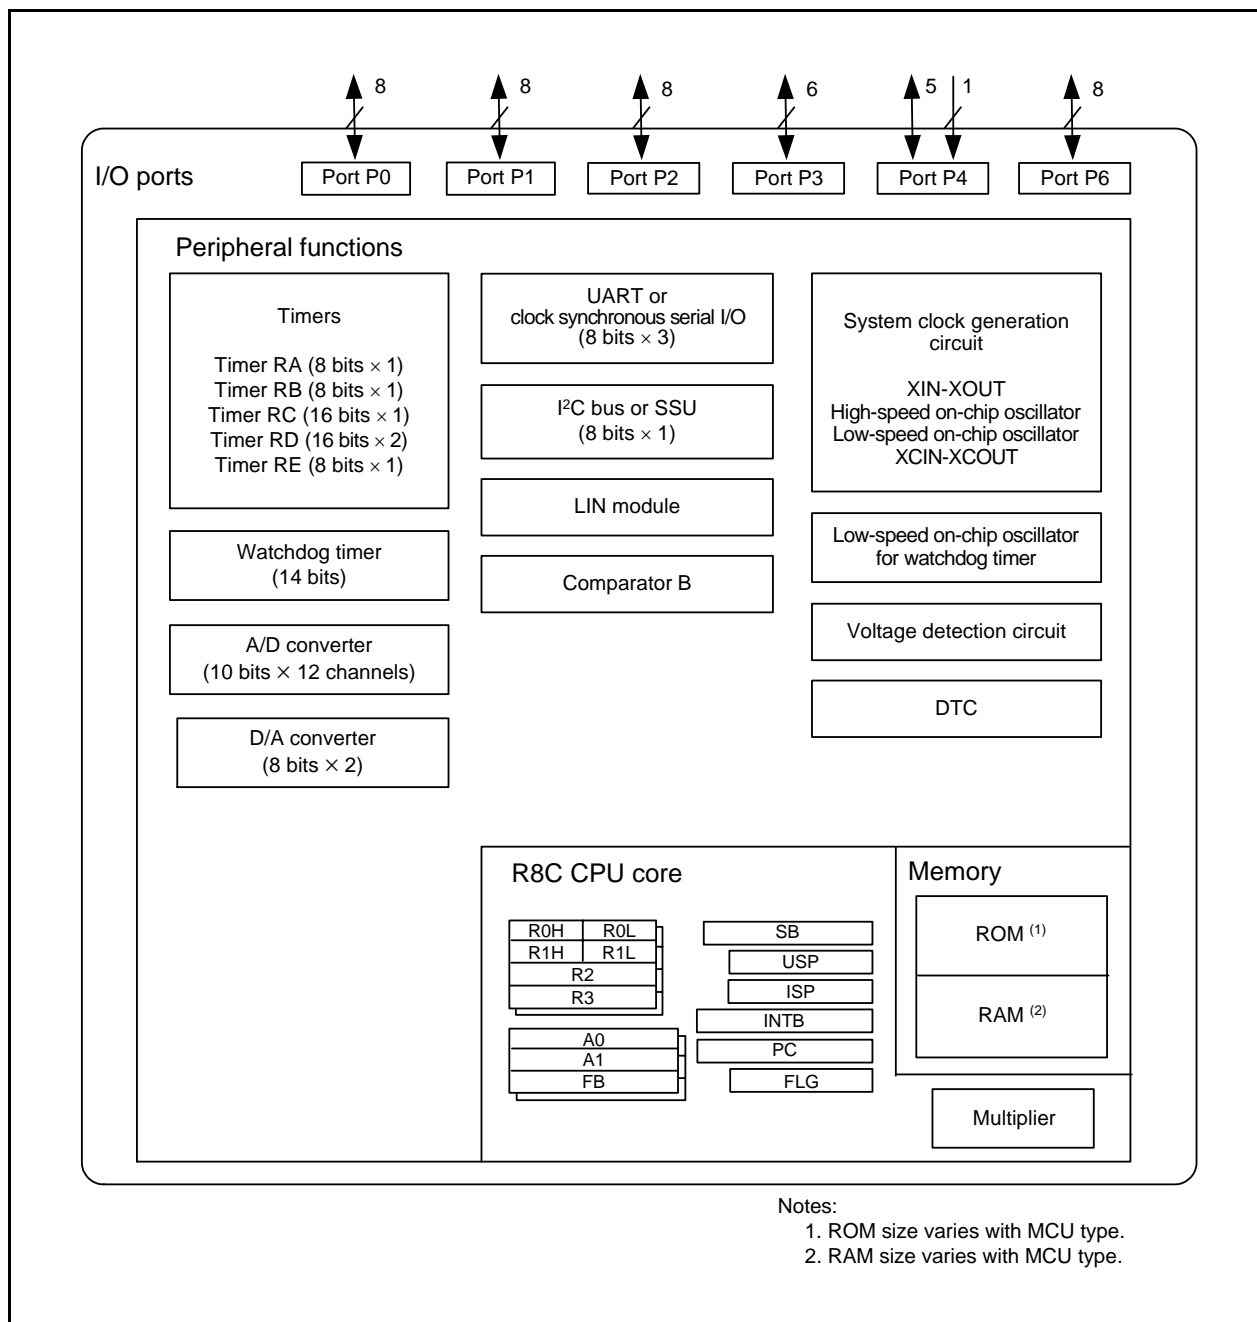 8
8
8
6
5
1
8
I/O ports
Port P0
Port P1
Port P2
Port P3
Port P4
Port P6
Peripheral functions
Timers
Timer RA (8 bits × 1)
Timer RB (8 bits × 1)
Timer RC (16 bits × 1)
Timer RD (16 bits × 2)
Timer RE (8 bits × 1)
Watchdog timer
(14 bits)
A/D converter
(10 bits × 12 channels)
D/A converter
(8 bits × 2)
UART or
clock synchronous serial I/O
(8 bits × 3)
I²C bus or SSU
(8 bits × 1)
LIN module
Comparator B
System clock generation
circuit
XIN-XOUT
High-speed on-chip oscillator
Low-speed on-chip oscillator
XCIN-XCOUT
Low-speed on-chip oscillator
for watchdog timer
Voltage detection circuit
DTC
R8C CPU core
R0H
R0L
R1H
R1L
R2
R3
A0
A1
FB
SB
USP
ISP
INTB
PC
FLG
Memory
ROM (1)
RAM (2)
Multiplier
Notes:
1. ROM size varies with MCU type.
2. RAM size varies with MCU type.